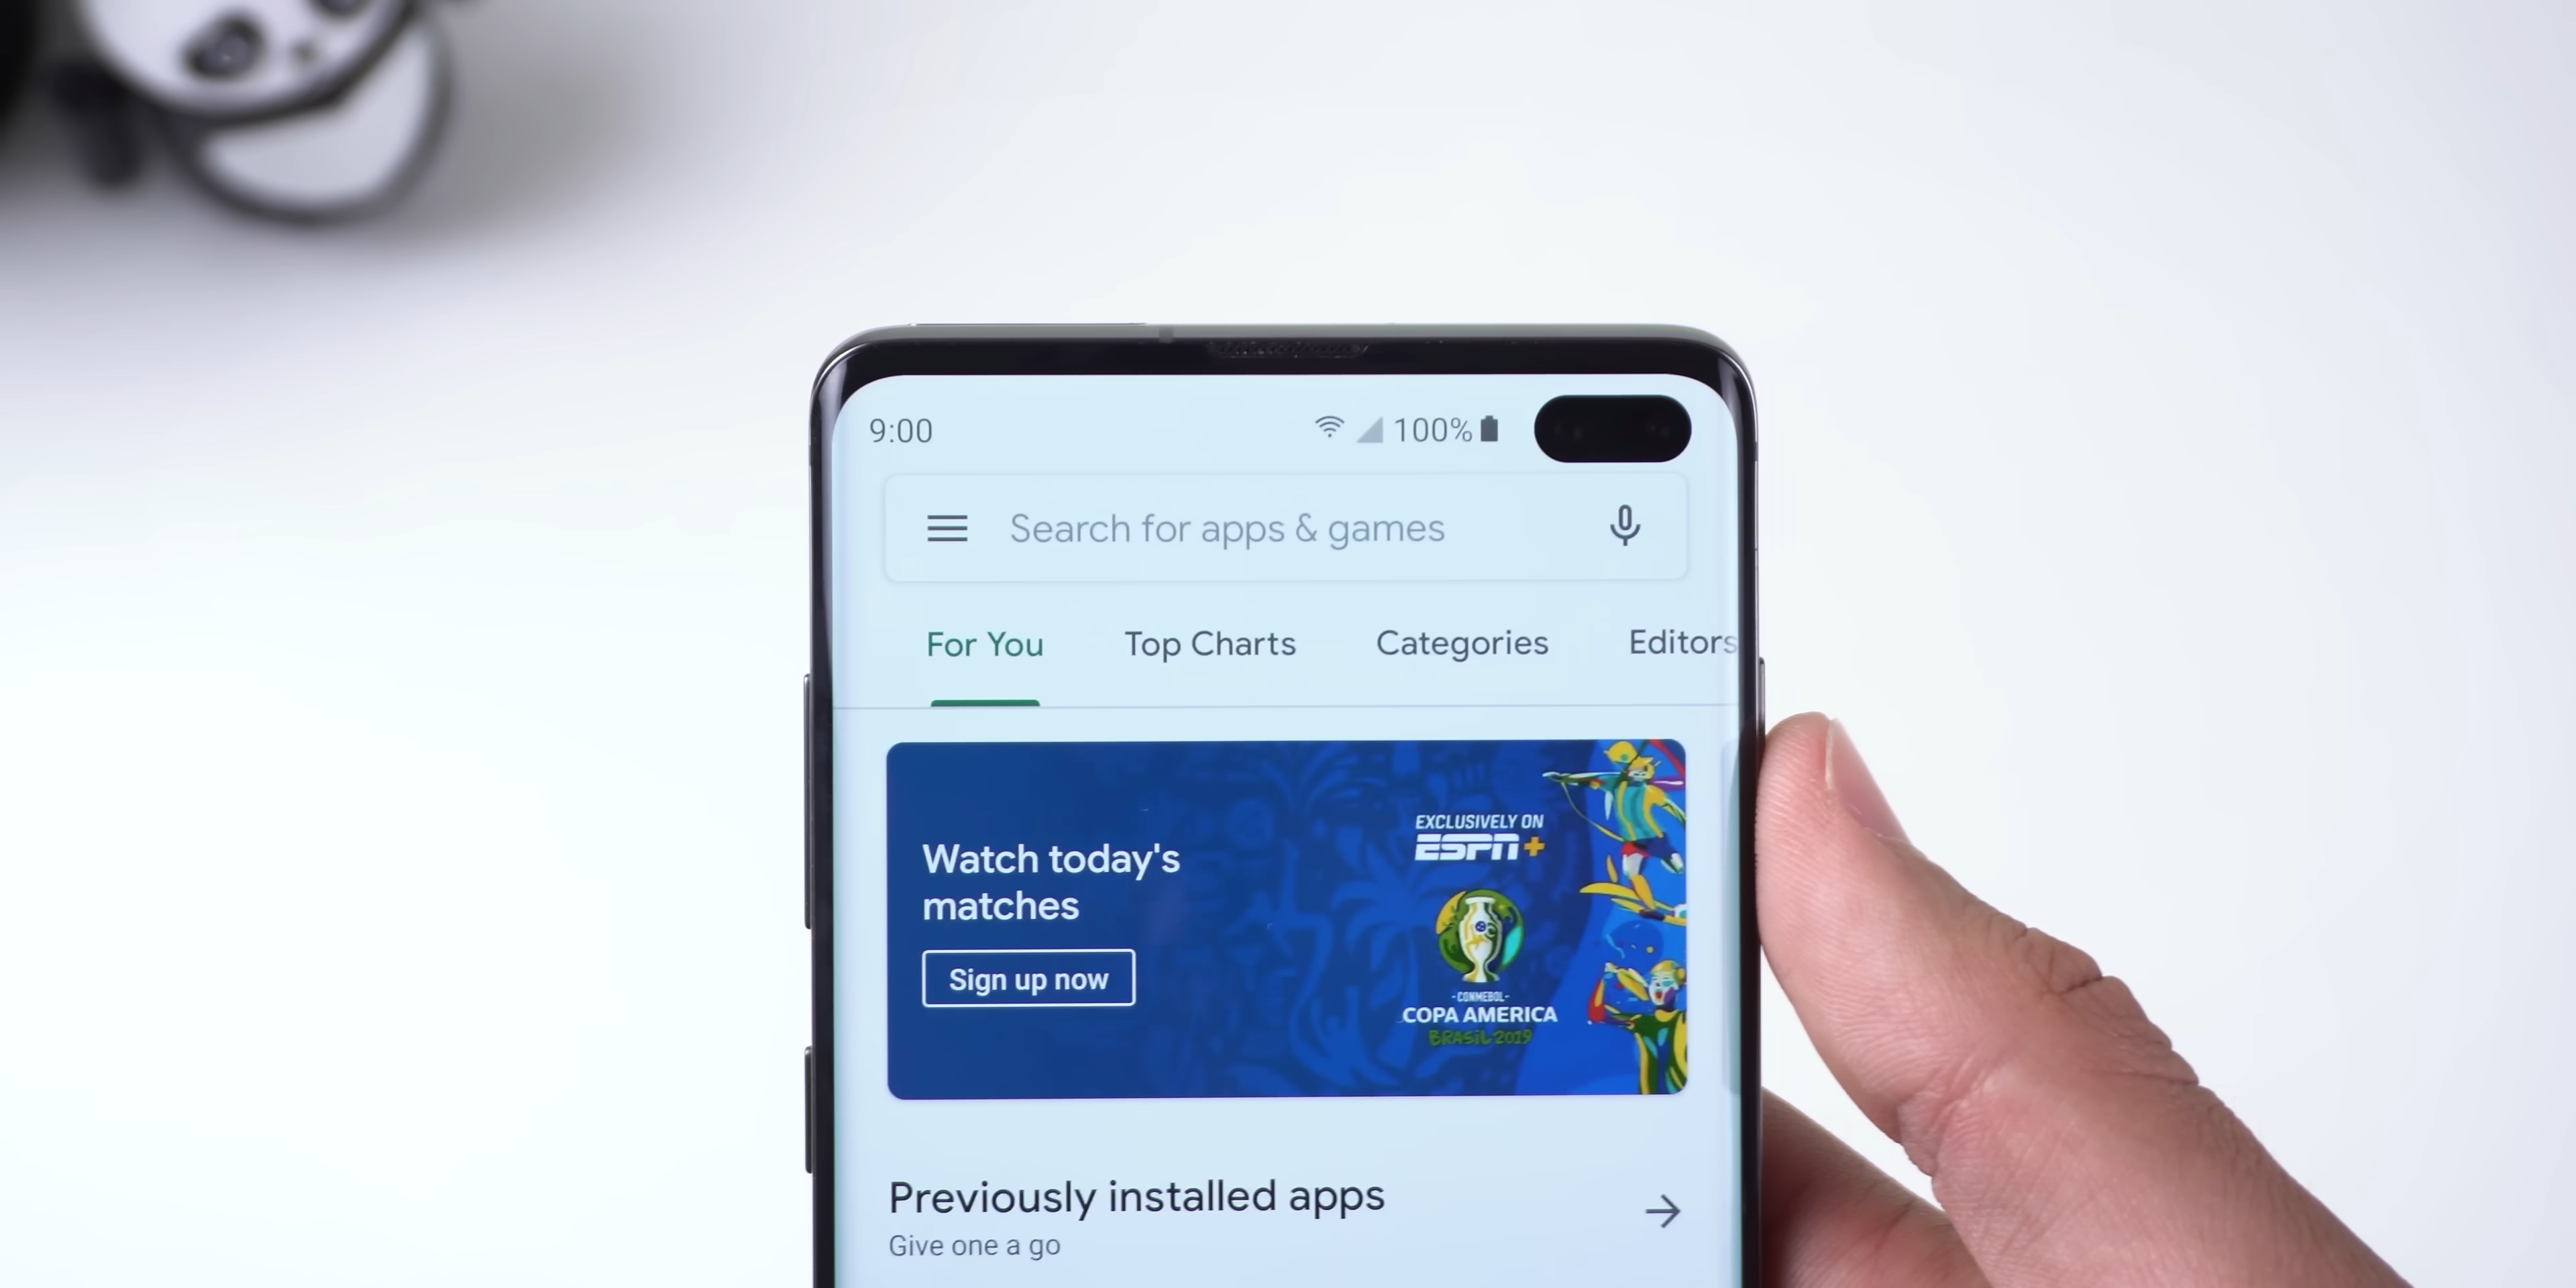 9:00 100%
Search for apps & games
For You Top Charts Categories Editors
Watch today's
matches
Sign up now
EXCLUSIVELY ON
ESPN+
-CONMEBOL-
COPA AMERICA
BRASIL 2019
Previously installed apps
Give one a go